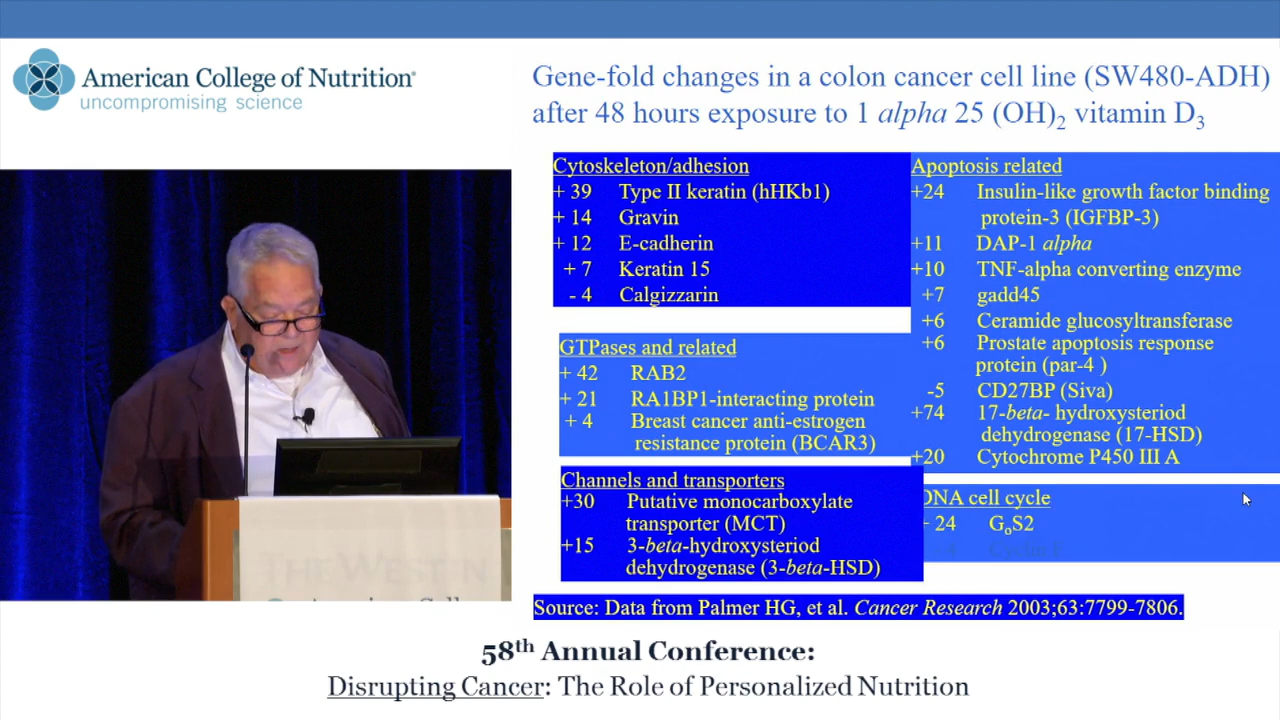 American College of Nutrition®
uncompromising science
Gene-fold changes in a colon cancer cell line (SW480-ADH)
after 48 hours exposure to 1 alpha 25 (OH)2 vitamin D3
Cytoskeleton/adhesion
+ 39 Type II keratin (hHKb1)
+ 14 Gravin
+ 12 E-cadherin
+ 7 Keratin 15
- 4 Calgizzarin
GTPases and related
+ 42 RAB2
+ 21 RA1BP1-interacting protein
+ 4 Breast cancer anti-estrogen
resistance protein (BCAR3)
Channels and transporters
+30 Putative monocarboxylate
transporter (MCT)
+15 3-beta-hydroxysteriod
dehydrogenase (3-beta-HSD)
Apoptosis related
+24 Insulin-like growth factor binding
protein-3 (IGFBP-3)
+11 DAP-1 alpha
+10 TNF-alpha converting enzyme
+7 gadd45
+6 Ceramide glucosyltransferase
+6 Prostate apoptosis response
protein (par-4 )
-5 CD27BP (Siva)
+74 17-beta- hydroxysteriod
dehydrogenase (17-HSD)
+20 Cytochrome P450 III A
DNA cell cycle
+ 24 GoS2
Source: Data from Palmer HG, et al. Cancer Research 2003;63:7799-7806.
THE WESTIN
American Colle
58th Annual Conference:
Disrupting Cancer: The Role of Personalized Nutrition